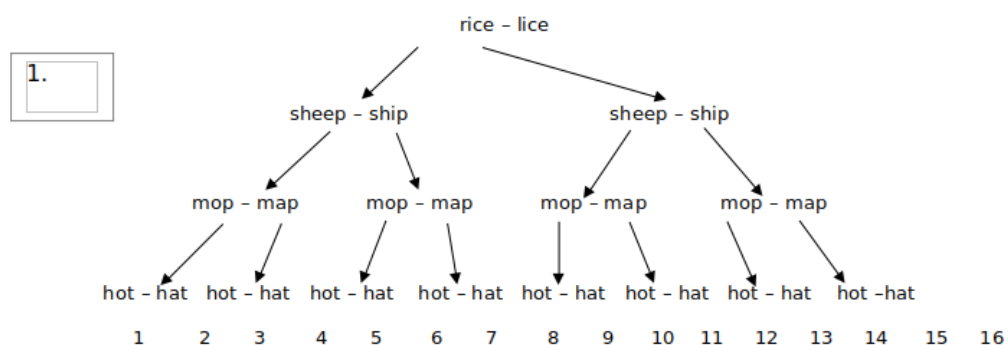 rice – lice
1.
sheep – ship sheep – ship
mop – map mop – map mop – map mop – map
hot – hat hot – hat hot – hat hot – hat hot – hat hot – hat hot – hat hot –hat
1 2 3 4 5 6 7 8 9 10 11 12 13 14 15 16